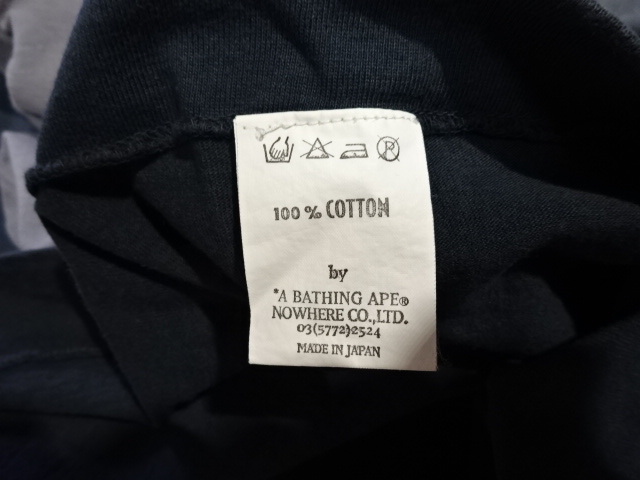 100 % COTTON
by
*A BATHING APE®
NOWHERE CO.,LTD.
03(5772)2524
MADE IN JAPAN